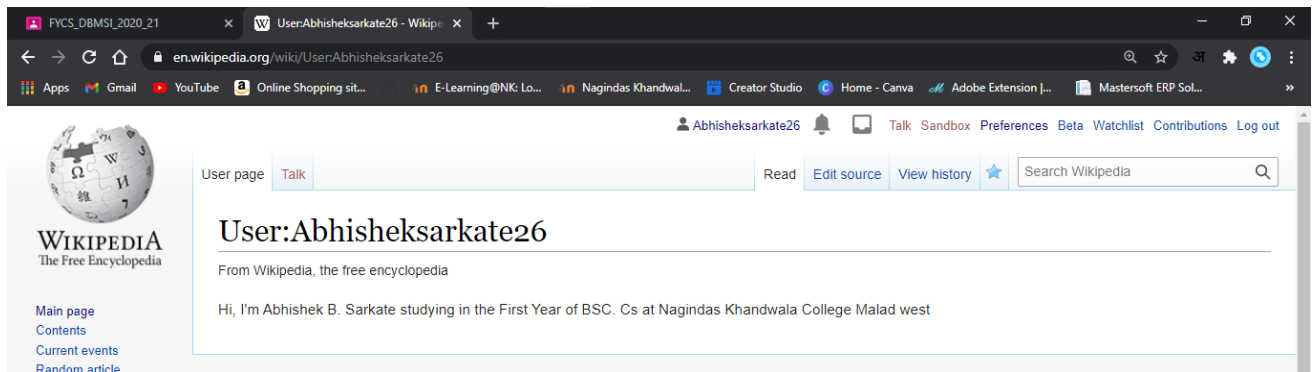 FYCS_DBMSI_2020_21
User:Abhisheksarkate26 - Wikipe
en.wikipedia.org/wiki/User:Abhisheksarkate26
अ
Apps Gmail YouTube Online Shopping sit... E-Learning@NK: Lo... Nagindas Khandwal... Creator Studio Home - Canva Adobe Extension |... Mastersoft ERP Sol... »
Abhisheksarkate26 Talk Sandbox Preferences Beta Watchlist Contributions Log out
User page Talk Read Edit source View history Search Wikipedia
WIKIPEDIA
The Free Encyclopedia
User:Abhisheksarkate26
From Wikipedia, the free encyclopedia
Hi, I'm Abhishek B. Sarkate studying in the First Year of BSC. Cs at Nagindas Khandwala College Malad west
Main page
Contents
Current events
Random article